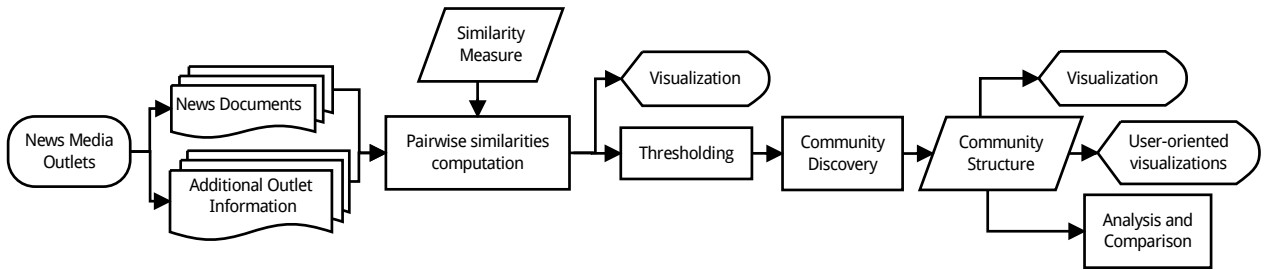 News Media
Outlets
News Documents
Additional Outlet
Information
Similarity
Measure
Pairwise similarities
computation
Visualization
Thresholding
Community
Discovery
Community
Structure
Visualization
User-oriented
visualizations
Analysis and
Comparison